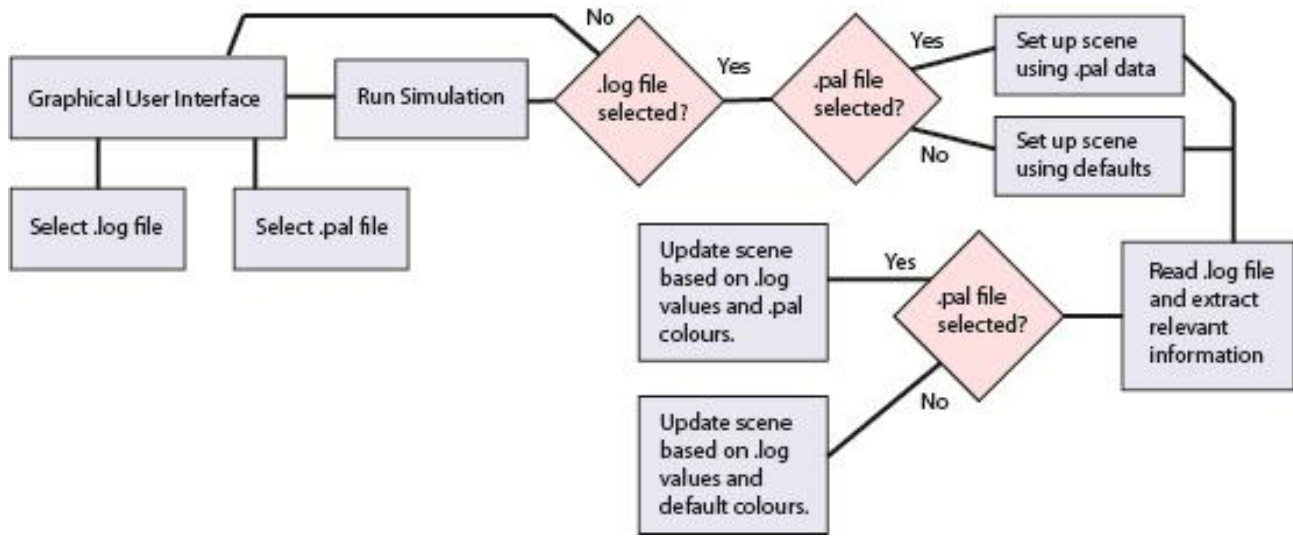 No
Graphical User Interface
Run Simulation
.log file
selected?
Yes
.pal file
selected?
Yes
Set up scene
using .pal data
No
Set up scene
using defaults
Select .log file
Select .pal file
Update scene
based on .log
values and .pal
colours.
Yes
.pal file
selected?
Read .log file
and extract
relevant
information
No
Update scene
based on .log
values and
default colours.